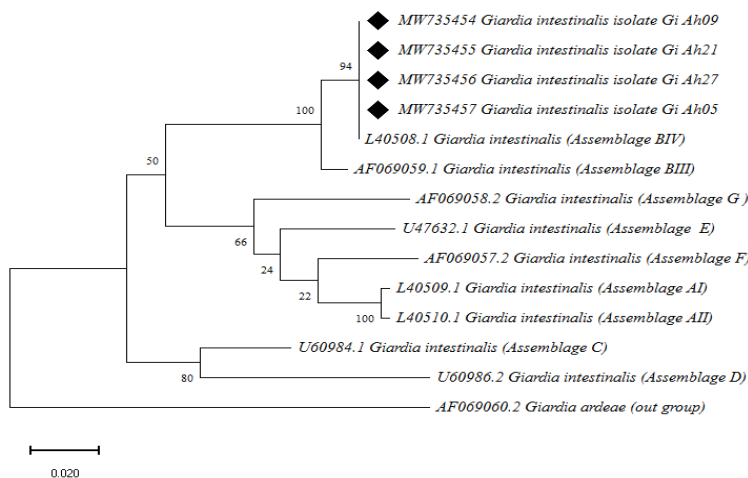 MW735454 Giardia intestinalis isolate Gi Ah09
MW735455 Giardia intestinalis isolate Gi Ah21
94
MW735456 Giardia intestinalis isolate Gi Ah27
MW735457 Giardia intestinalis isolate Gi Ah05
100
L40508.1 Giardia intestinalis (Assemblage BIV)
50
AF069059.1 Giardia intestinalis (Assemblage BIII)
AF069058.2 Giardia intestinalis (Assemblage G )
U47632.1 Giardia intestinalis (Assemblage  E)
66
AF069057.2 Giardia intestinalis (Assemblage F)
24
L40509.1 Giardia intestinalis (Assemblage AI)
22
L40510.1 Giardia intestinalis (Assemblage AII)
100
U60984.1 Giardia intestinalis (Assemblage C)
U60986.2 Giardia intestinalis (Assemblage D)
80
AF069060.2 Giardia ardeae (out group)
0.020